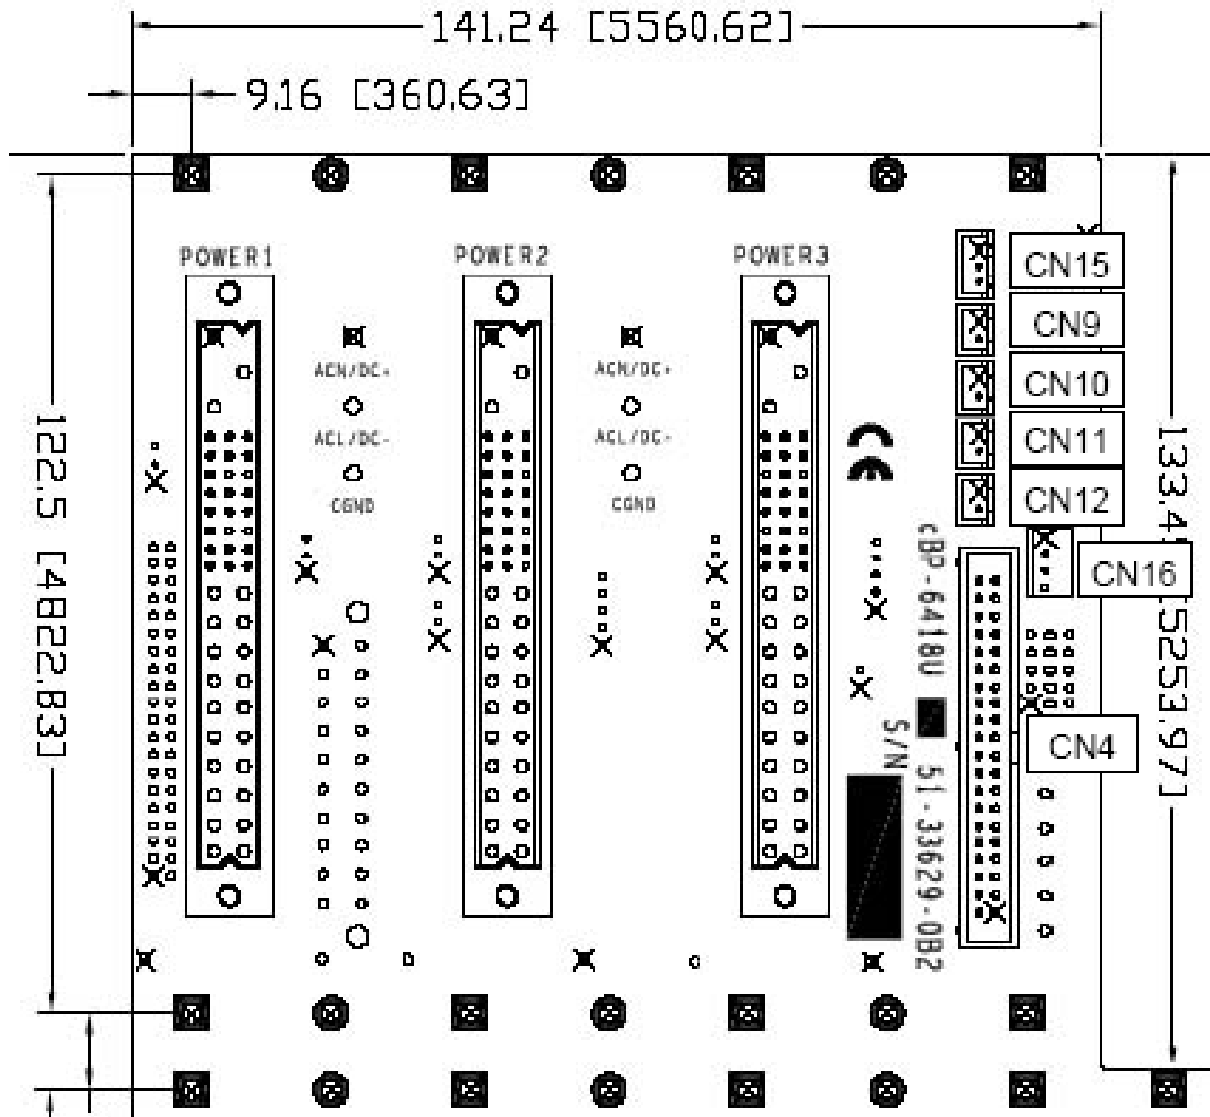 141.24 [5560.62]
9.16 [360.63]
POWER1
POWER2
POWER3
CN15
CN9
CN10
CN11
CN12
CN16
CN4
ACN/DC+
ACL/DC-
CGND
ACN/DC+
ACL/DC-
CGND
CE
122.5 [4822.83]
133.4
5253.97]
cBP-6418U
51-33629-0B2
S/N